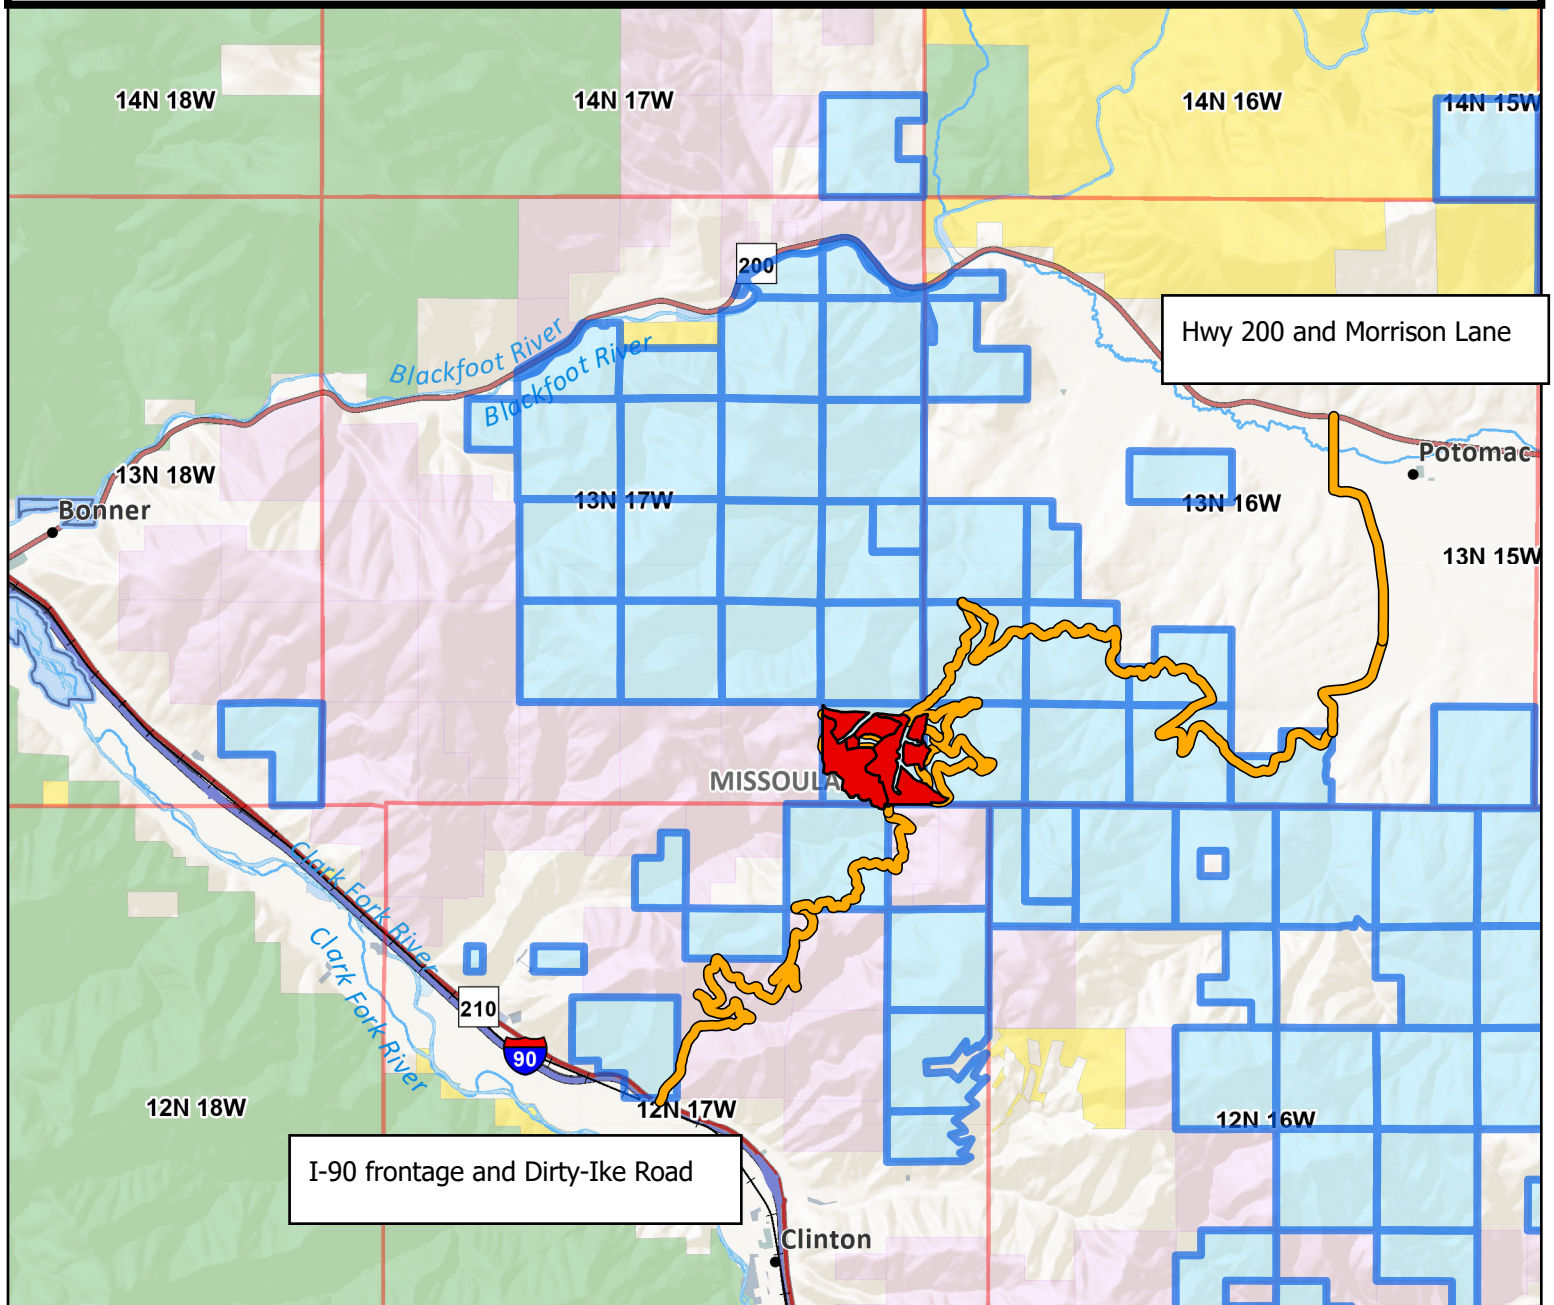 14N 18W
14N 17W
14N 16W
14N 15W
200
Hwy 200 and Morrison Lane
Blackfoot River
Blackfoot River
Potomac
13N 18W
13N 17W
13N 16W
Bonner
13N 15W
MISSOULA
Clark Fork River
Clark Fork River
210
90
12N 18W
12N 17W
12N 16W
I-90 frontage and Dirty-Ike Road
Clinton